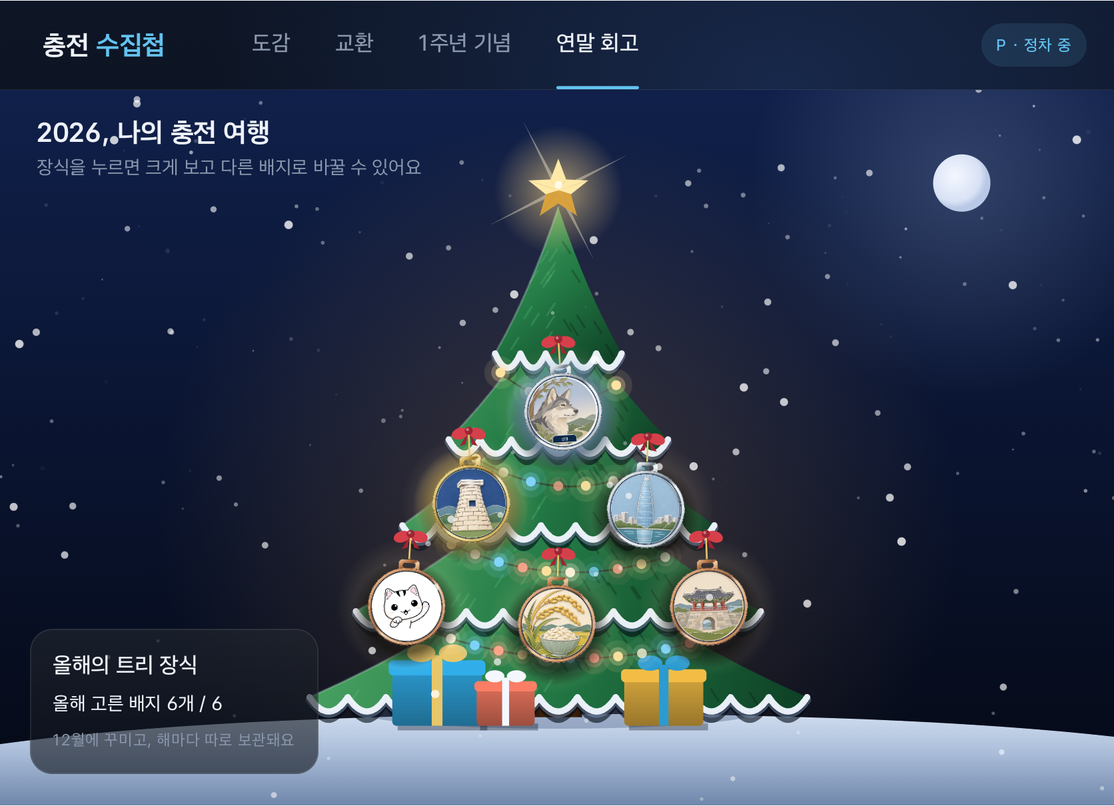 충전 수집첩
도감
교환
1주년 기념
연말 회고
P · 정차 중
2026, 나의 충전 여행
장식을 누르면 크게 보고 다른 배지로 바꿀 수 있어요
올해의 트리 장식
올해 고른 배지 6개 / 6
12월에 꾸미고, 해마다 따로 보관돼요